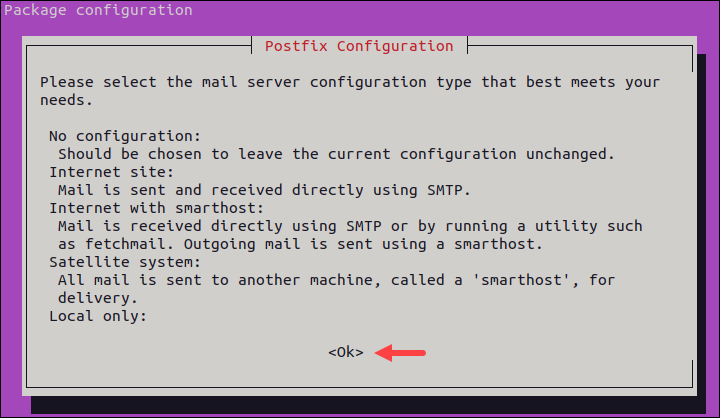 Package configuration
Postfix Configuration
Please select the mail server configuration type that best meets your
needs.
No configuration:
Should be chosen to leave the current configuration unchanged.
Internet site:
Mail is sent and received directly using SMTP.
Internet with smarthost:
Mail is received directly using SMTP or by running a utility such
as fetchmail. Outgoing mail is sent using a smarthost.
Satellite system:
All mail is sent to another machine, called a 'smarthost', for
delivery.
Local only:
<Ok>